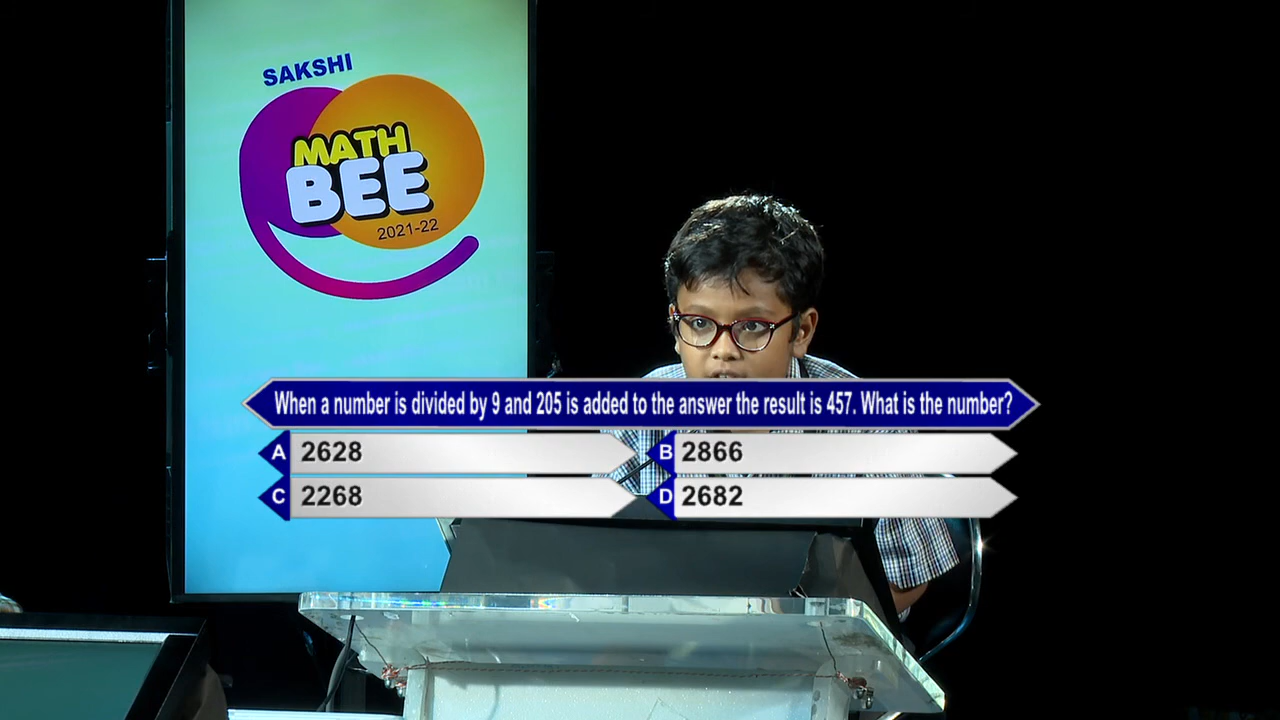 SAKSHI
MATH
BEE
2021-22
When a number is divided by 9 and 205 is added to the answer the result is 457. What is the number?
A 2628
B 2866
C 2268
D 2682